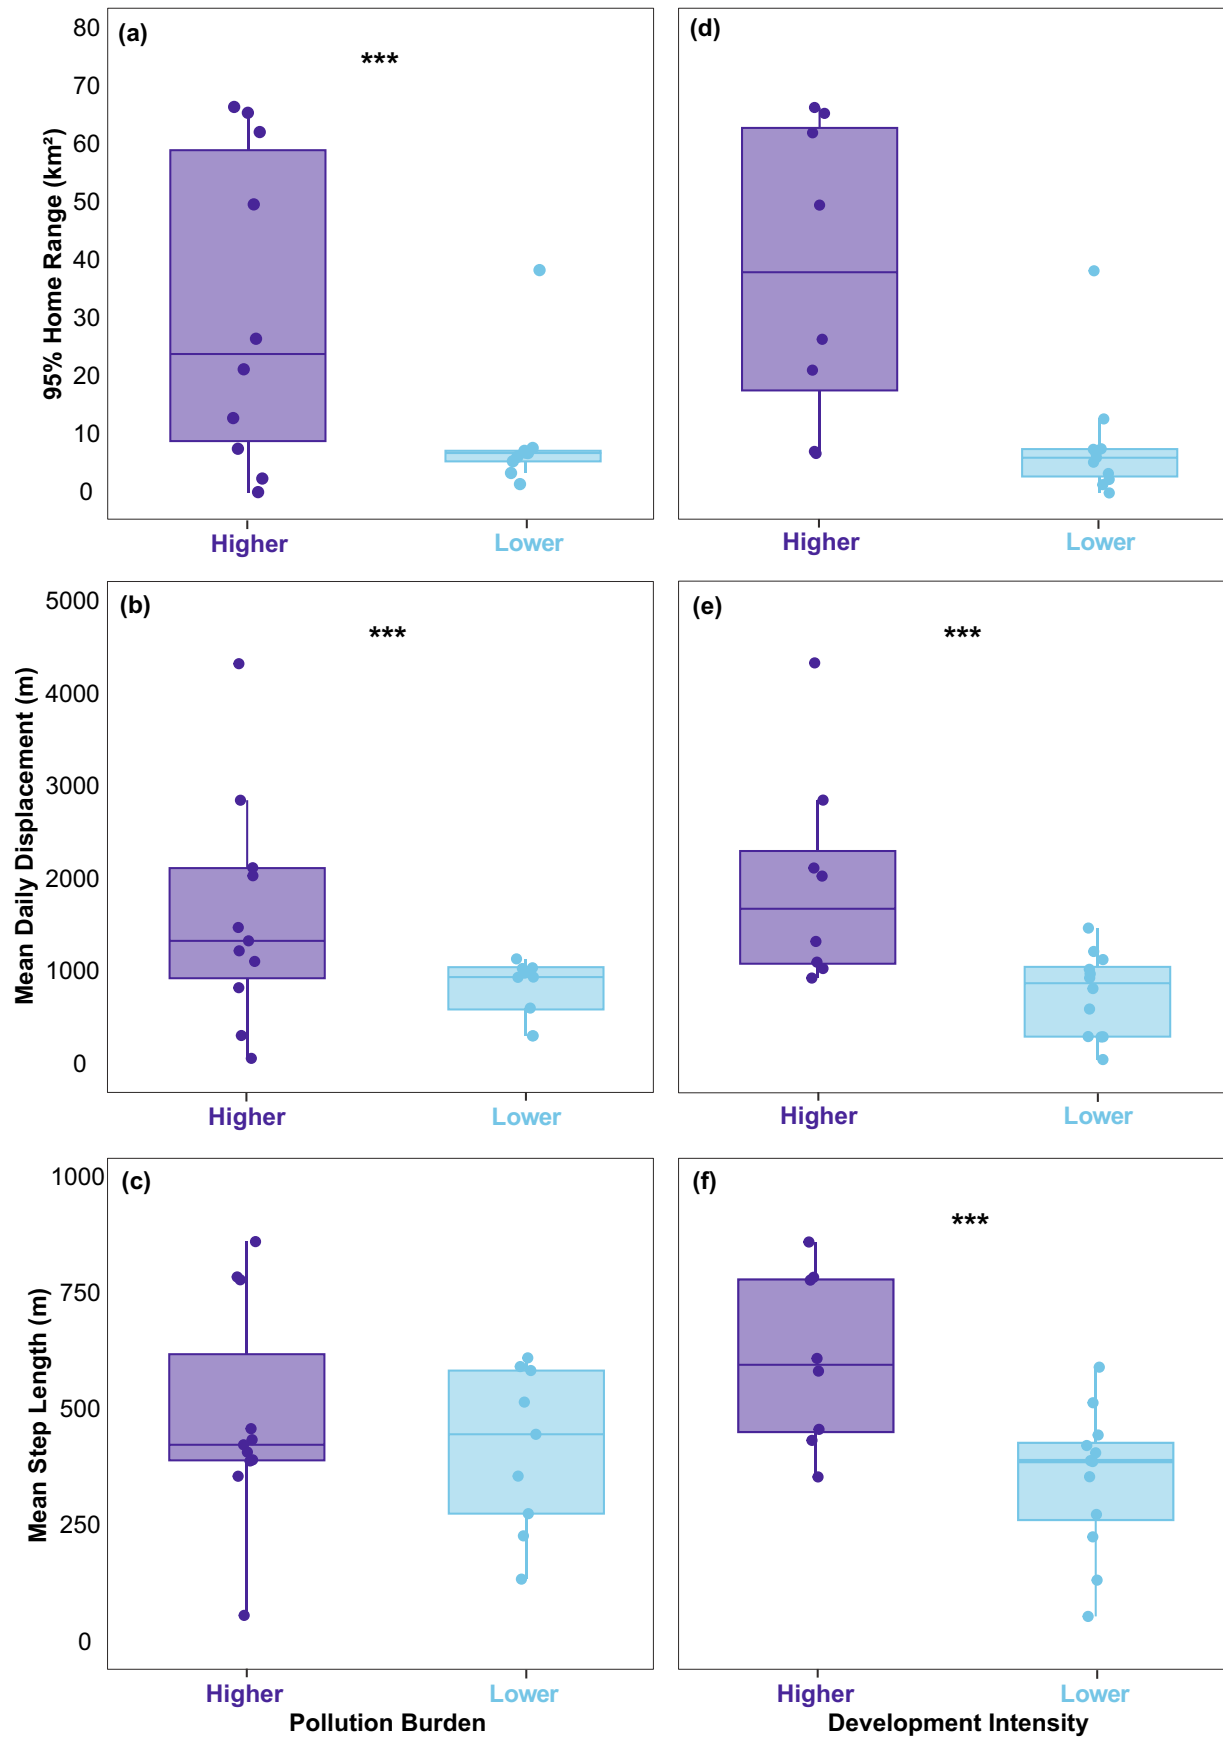 (a)
***
80
70
60
50
40
30
20
10
0
95% Home Range (km²)
Higher
Lower
(d)
Higher
Lower
(b)
***
5000
4000
3000
2000
1000
0
Mean Daily Displacement (m)
Higher
Lower
(e)
***
Higher
Lower
(c)
1000
750
500
250
0
Mean Step Length (m)
Higher
Lower
Pollution Burden
(f)
***
Higher
Lower
Development Intensity